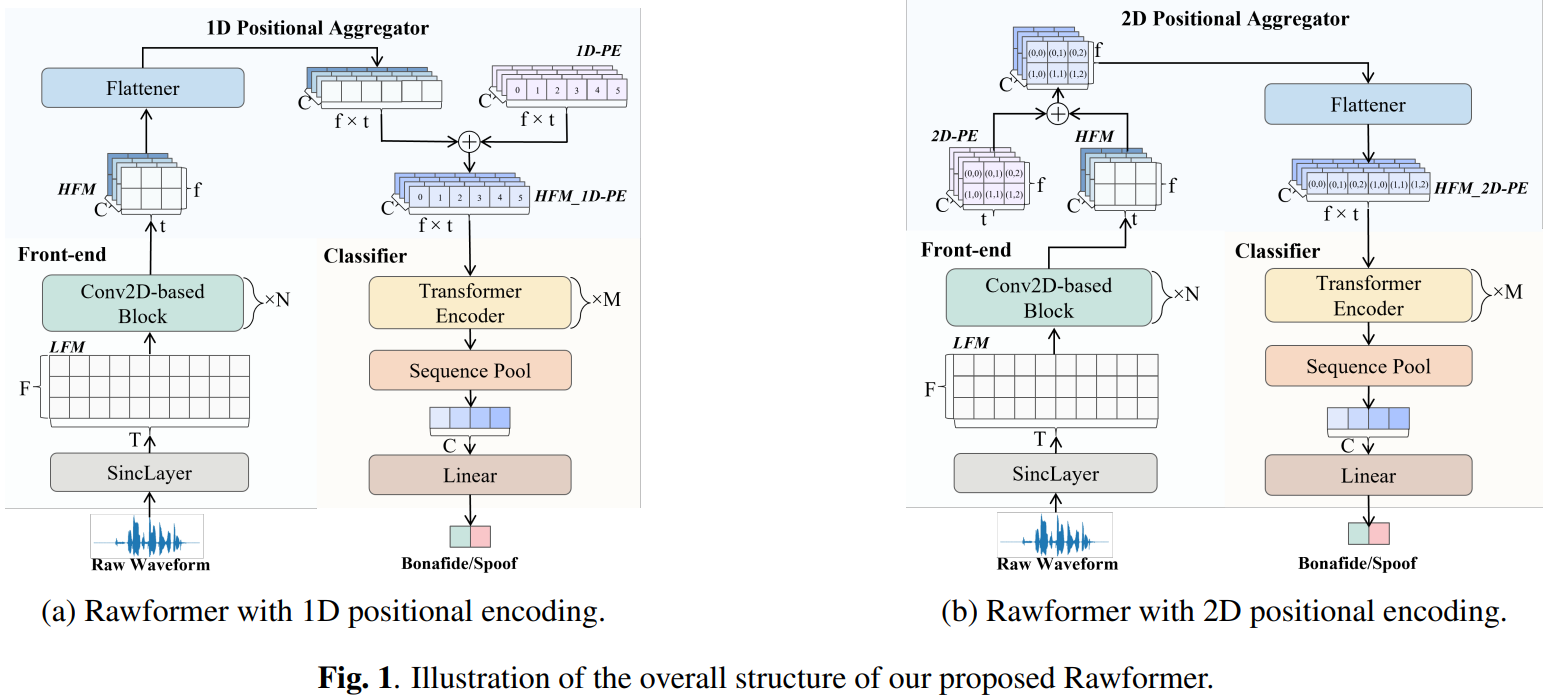 1D Positional Aggregator
Flattener
C
f × t
1D-PE
0 1 2 3 4 5
C
f × t
HFM
f
C
t
0 1 2 3 4 5
HFM_1D-PE
C
f × t
Front-end
Conv2D-based
Block
×N
LFM
F
T
SincLayer
Raw Waveform
Classifier
Transformer
Encoder
×M
Sequence Pool
C
Linear
Bonafide/Spoof
(a) Rawformer with 1D positional encoding.
2D Positional Aggregator
(0,0) (0,1) (0,2)
(1,0) (1,1) (1,2)
f
C
2D-PE
(0,0) (0,1) (0,2)
(1,0) (1,1) (1,2)
f
C
t
HFM
f
C
t
Flattener
(0,0) (0,1) (0,2) (1,0) (1,1) (1,2)
HFM_2D-PE
C
f × t
Front-end
Conv2D-based
Block
×N
LFM
F
T
SincLayer
Raw Waveform
Classifier
Transformer
Encoder
×M
Sequence Pool
C
Linear
Bonafide/Spoof
(b) Rawformer with 2D positional encoding.
Fig. 1. Illustration of the overall structure of our proposed Rawformer.